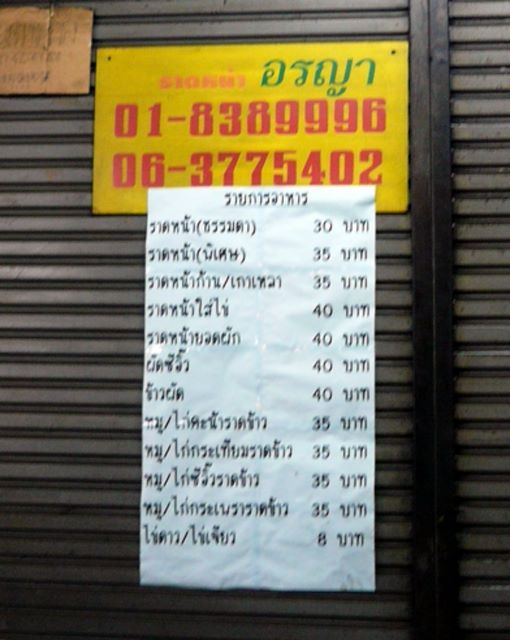 ราดหน้า อรญา
01-8389996
06-3775402
รายการอาหาร
ราดหน้า(ธรรมดา) 30 บาท
ราดหน้า(พิเศษ) 35 บาท
ราดหน้าก้าน/เกาเหลา 35 บาท
ราดหน้าใส่ไข่ 40 บาท
ราดหน้ายอดผัก 40 บาท
ผัดซีอิ๊ว 40 บาท
ข้าวผัด 40 บาท
หมู/ไก่คะน้าราดข้าว 35 บาท
หมู/ไก่กระเทียมราดข้าว 35 บาท
หมู/ไก่ซีอิ๊วราดข้าว 35 บาท
หมู/ไก่กระเพราราดข้าว 35 บาท
ไข่ดาว/ไข่เจียว 8 บาท